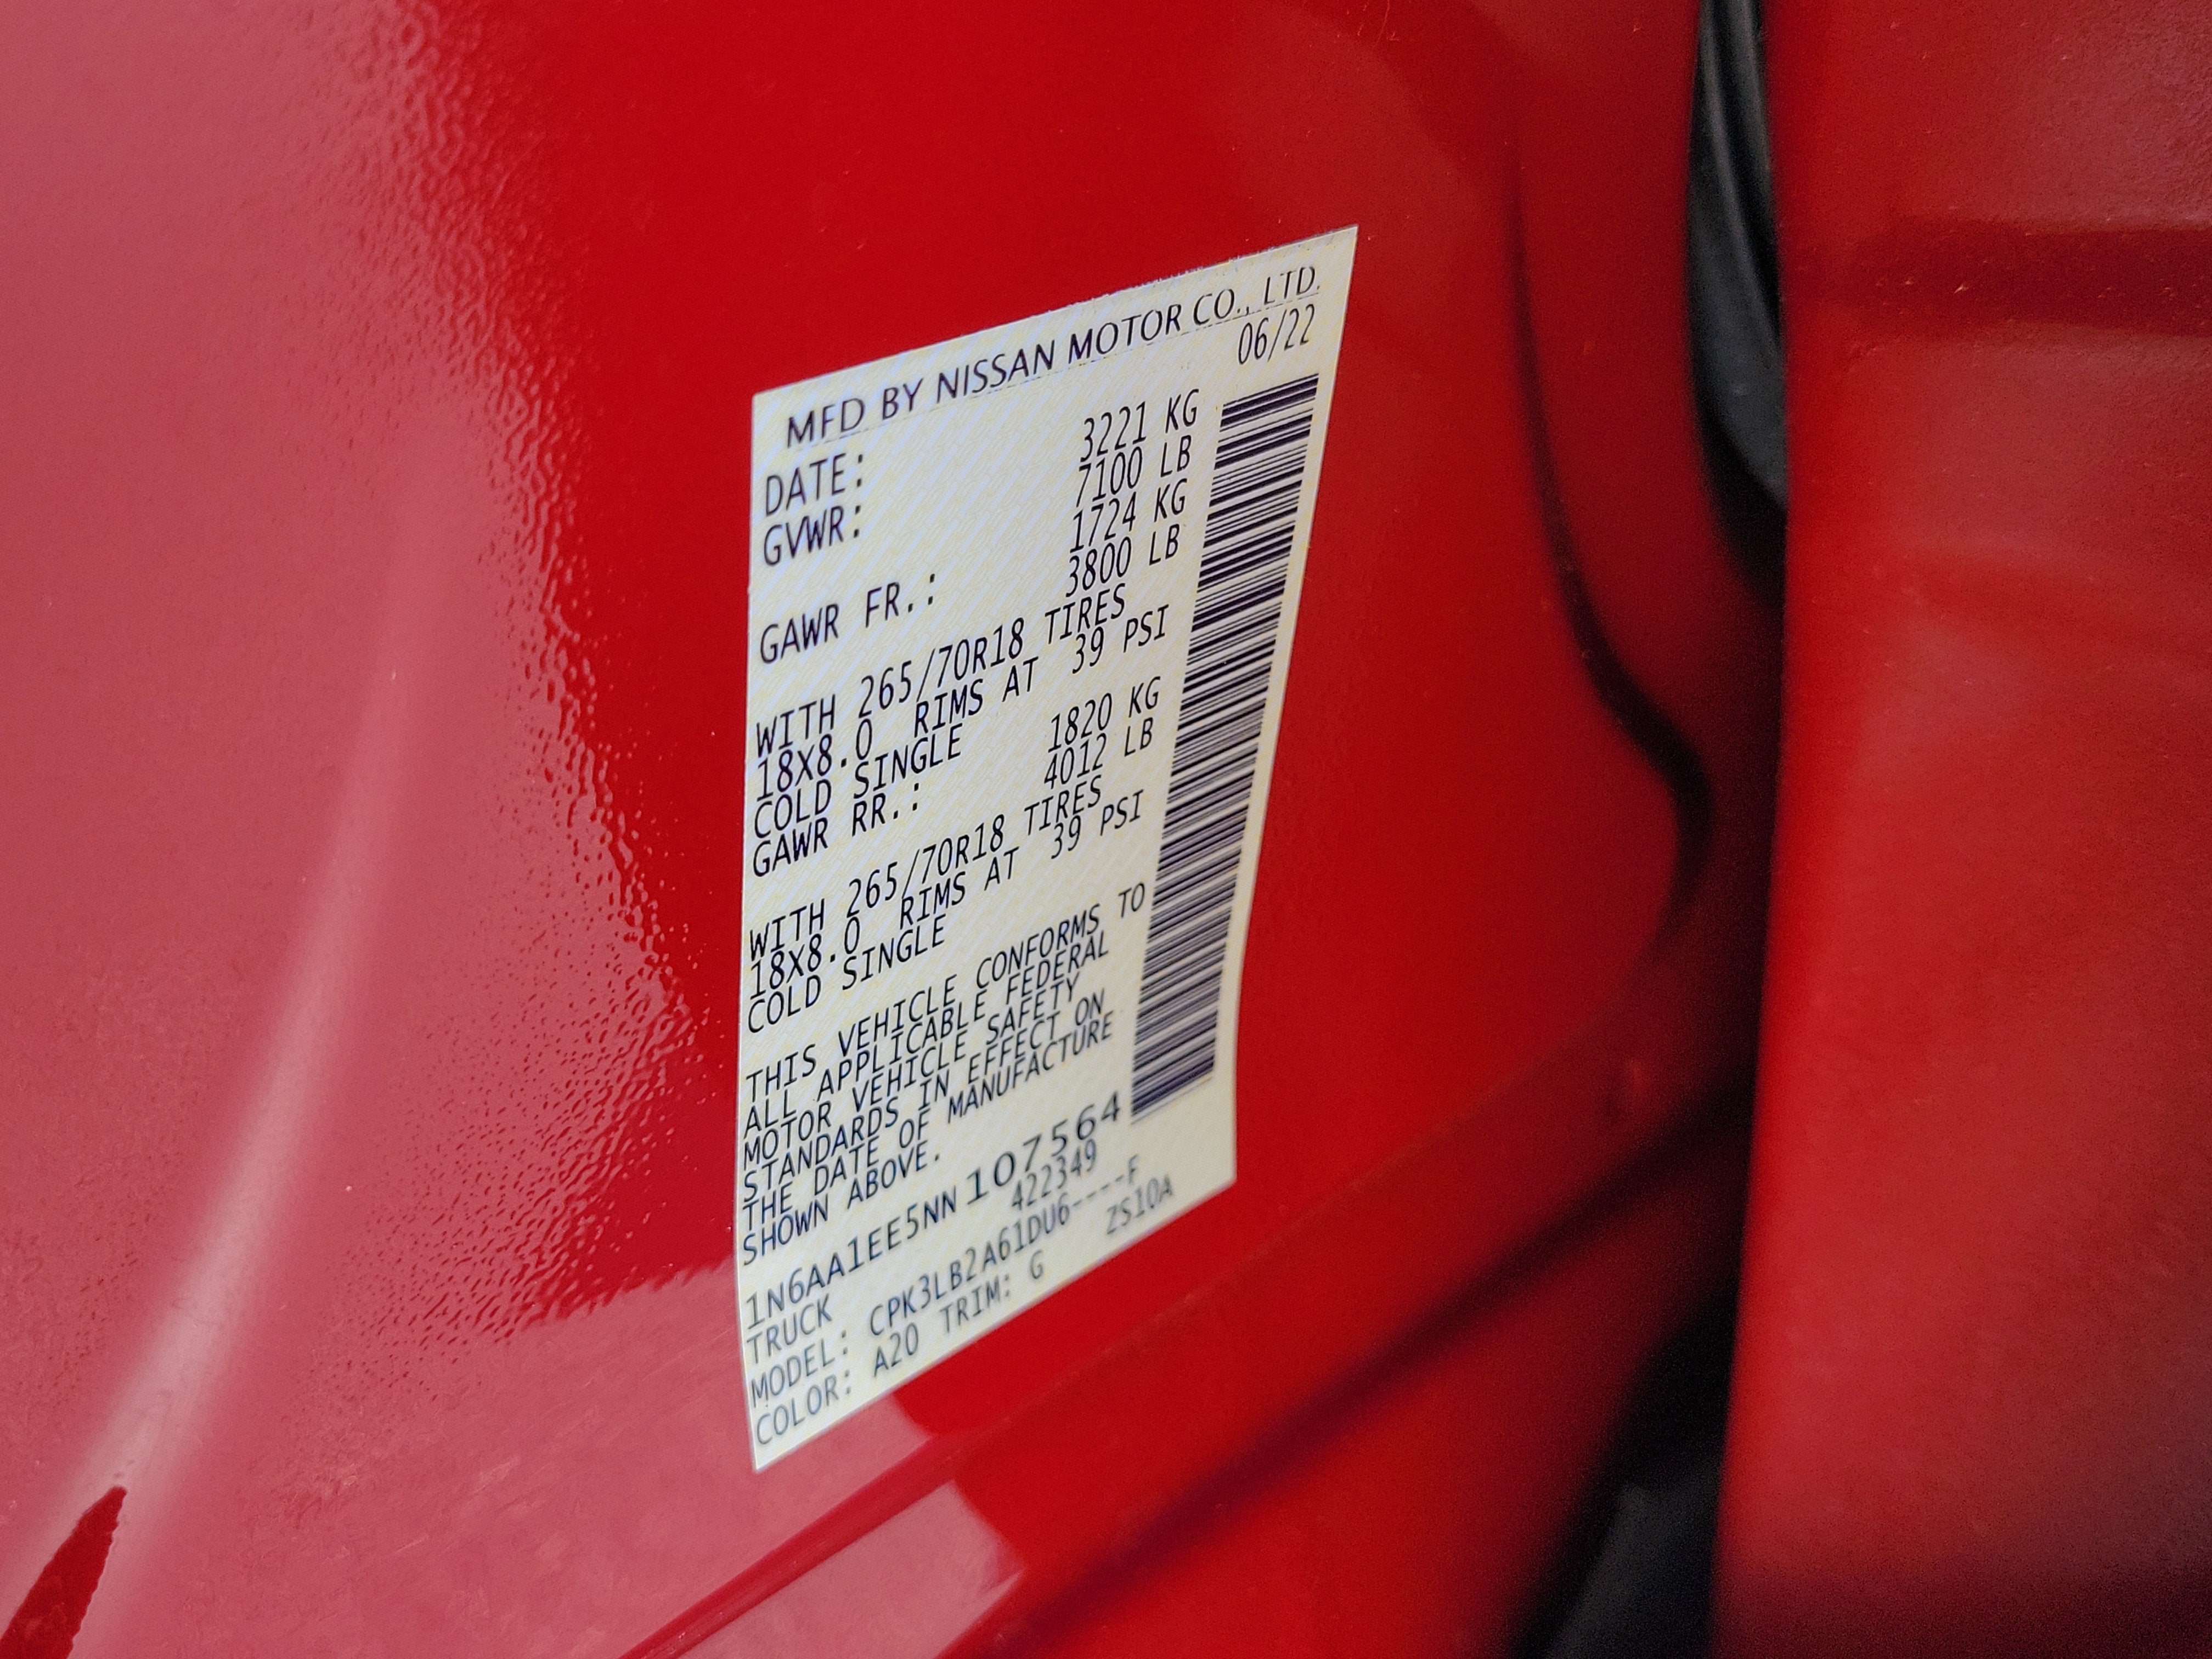 MFD BY NISSAN MOTOR CO., LTD.
DATE: 06/22
GVWR: 3221 KG
7100 LB
GAWR FR.: 1724 KG
3800 LB
WITH 265/70R18 TIRES
18X8.0 RIMS AT 39 PSI
COLD SINGLE
GAWR RR.: 1820 KG
4012 LB
WITH 265/70R18 TIRES
18X8.0 RIMS AT 39 PSI
COLD SINGLE
THIS VEHICLE CONFORMS TO
ALL APPLICABLE FEDERAL
MOTOR VEHICLE SAFETY
STANDARDS IN EFFECT ON
THE DATE OF MANUFACTURE
SHOWN ABOVE.
1N6AA1EE5NN107564
TRUCK 422349
MODEL: CPK3LB2A61DU6----F
COLOR: A20 TRIM: G ZS10A